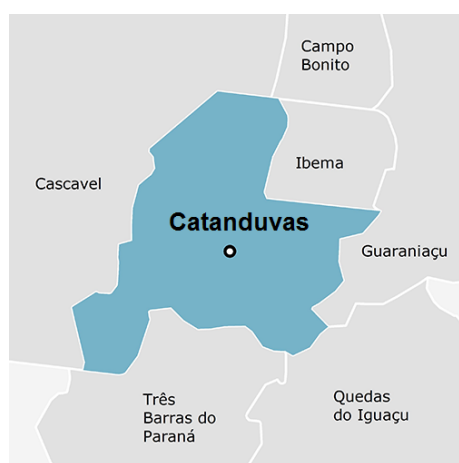 Campo
Bonito
Ibema
Cascavel
Catanduvas
Guaraniaçu
Três
Barras do
Paraná
Quedas
do Iguaçu